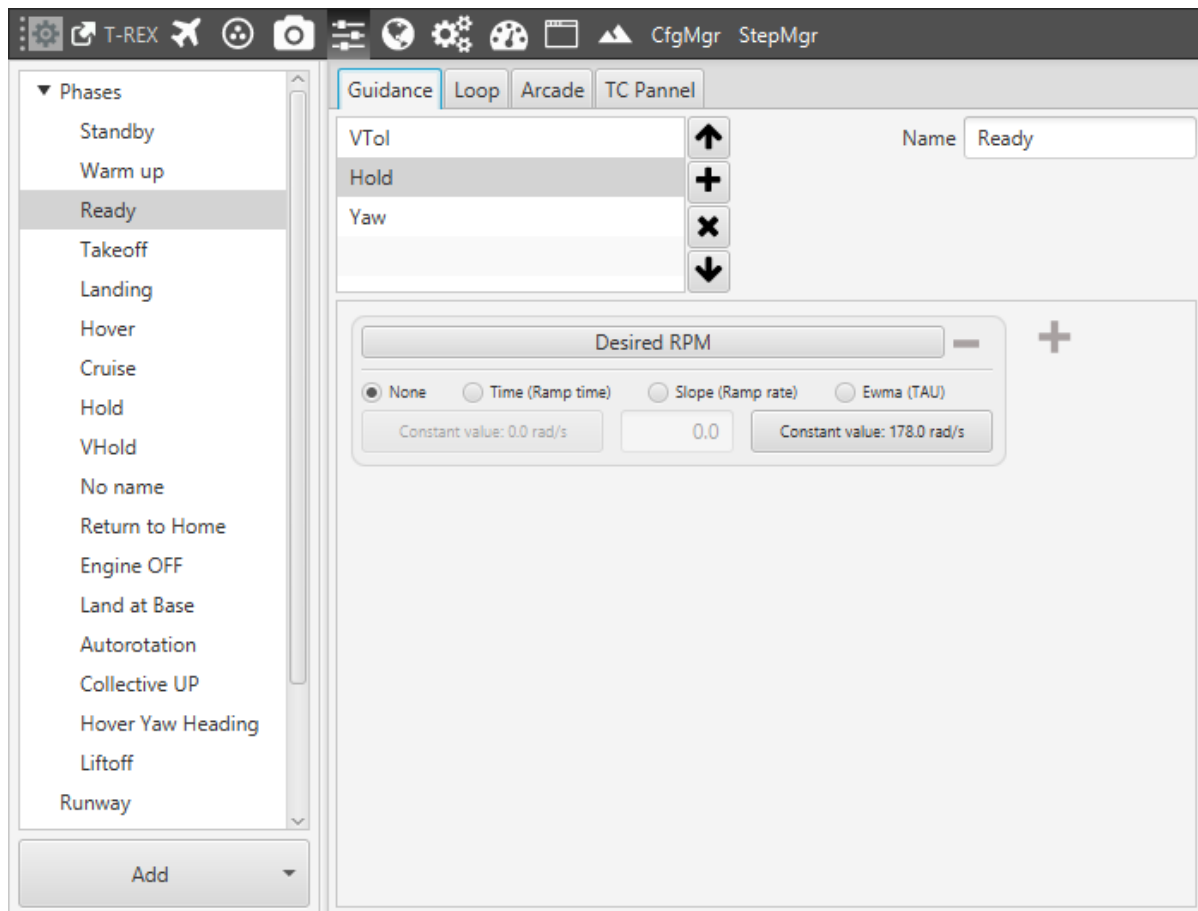 T-REX CfgMgr StepMgr
Phases
Standby
Warm up
Ready
Takeoff
Landing
Hover
Cruise
Hold
VHold
No name
Return to Home
Engine OFF
Land at Base
Autorotation
Collective UP
Hover Yaw Heading
Liftoff
Runway
Add
Guidance Loop Arcade TC Pannel
VTol
Hold
Yaw
Name Ready
Desired RPM
None Time (Ramp time) Slope (Ramp rate) Ewma (TAU)
Constant value: 0.0 rad/s 0.0 Constant value: 178.0 rad/s